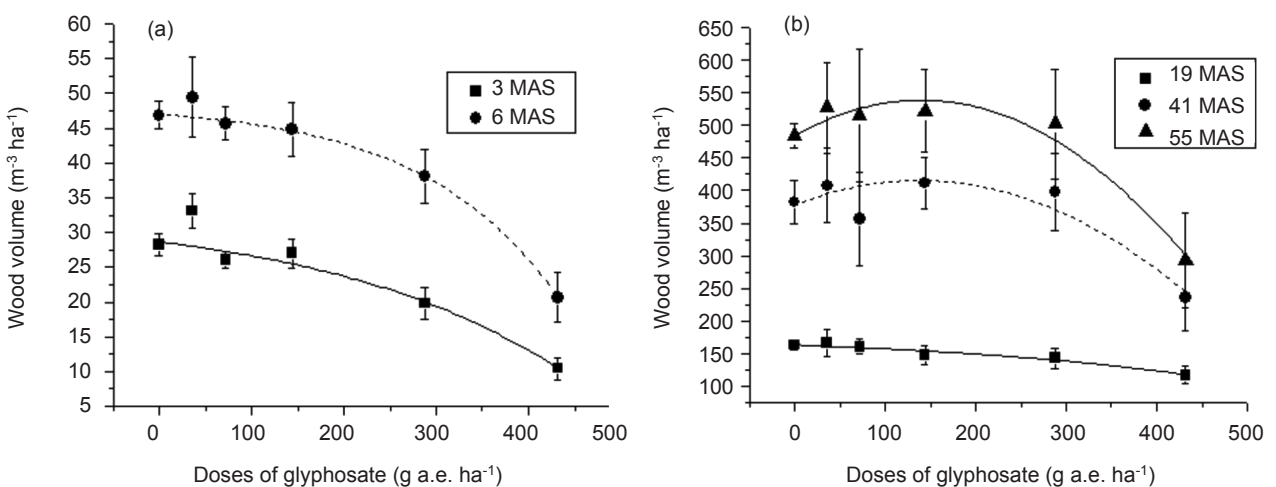 (a)
Wood volume (m⁻³ ha⁻¹)
60
55
50
45
40
35
30
25
20
15
10
5
3 MAS
6 MAS
0 100 200 300 400 500
Doses of glyphosate (g a.e. ha⁻¹)
(b)
Wood volume (m⁻³ ha⁻¹)
650
600
550
500
450
400
350
300
250
200
150
100
19 MAS
41 MAS
55 MAS
0 100 200 300 400 500
Doses of glyphosate (g a.e. ha⁻¹)